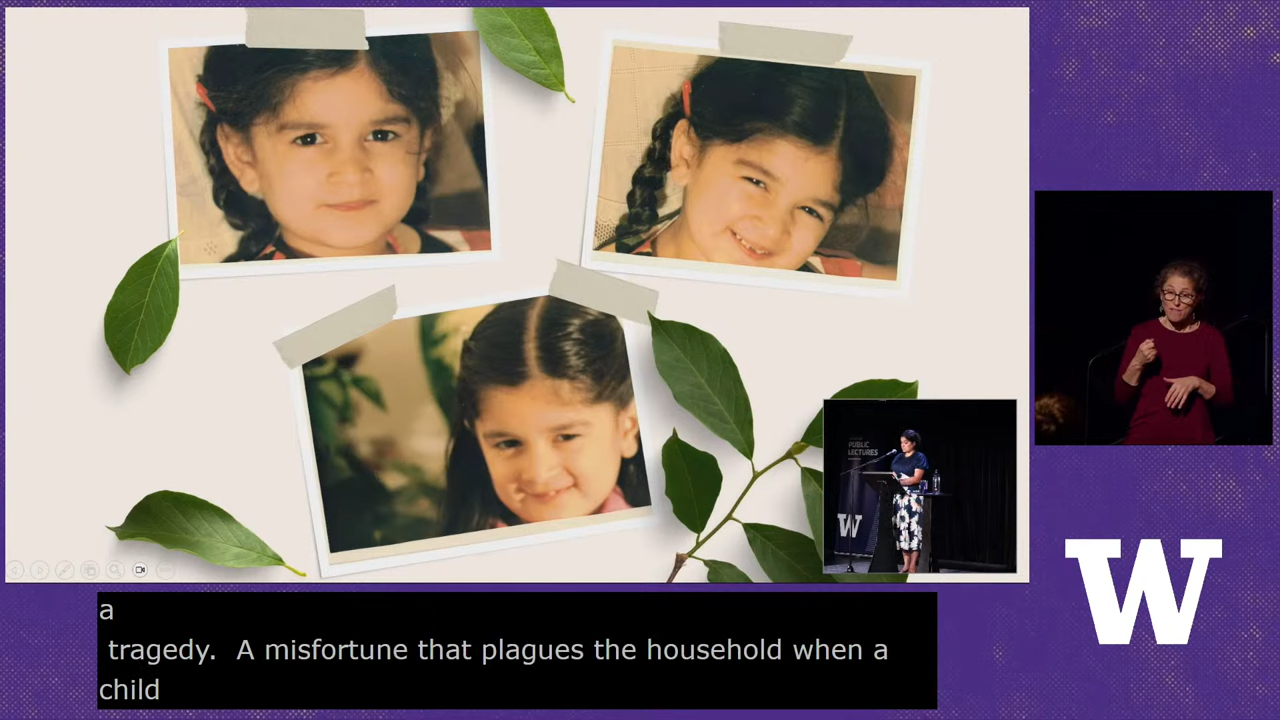 PUBLIC
LECTURES
W
W
a
tragedy.  A misfortune that plagues the household when a
child